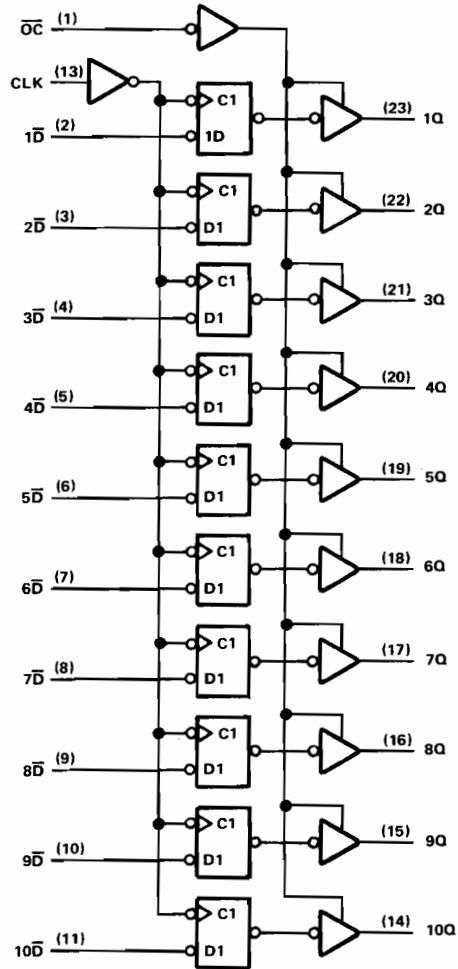 O̅C̅ (1)
CLK (13)
C1
1D̅ (2) 1D (23) 1Q
C1
2D̅ (3) D1 (22) 2Q
C1
3D̅ (4) D1 (21) 3Q
C1
4D̅ (5) D1 (20) 4Q
C1
5D̅ (6) D1 (19) 5Q
C1
6D̅ (7) D1 (18) 6Q
C1
7D̅ (8) D1 (17) 7Q
C1
8D̅ (9) D1 (16) 8Q
C1
9D̅ (10) D1 (15) 9Q
C1
10D̅ (11) D1 (14) 10Q